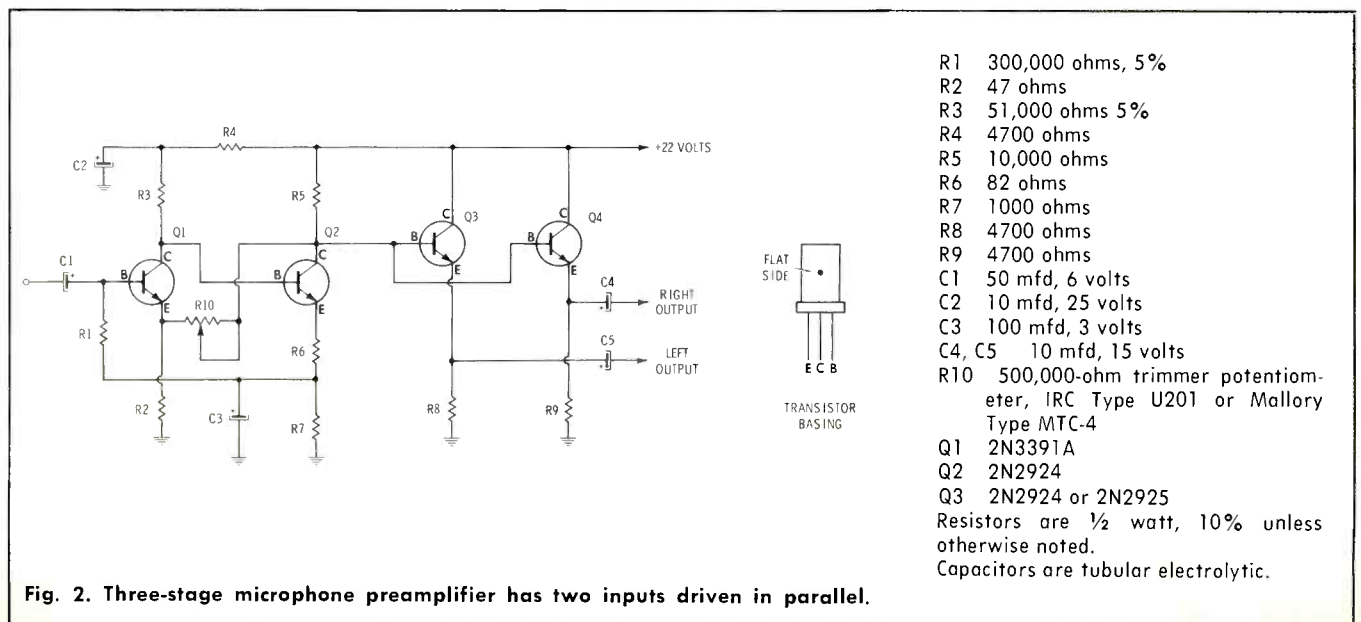 R4
+22 VOLTS
C2
+
R3
R5
C
Q3
C
Q4
C
Q1
C
Q2
B
B
C1
+
B
B
E
E
C4
FLAT
SIDE
E
R10
E
+
RIGHT
OUTPUT
R1
R6
C5
+
LEFT
OUTPUT
E C B
R2
C3
+
R7
R8
R9
TRANSISTOR
BASING
R1 300,000 ohms, 5%
R2 47 ohms
R3 51,000 ohms 5%
R4 4700 ohms
R5 10,000 ohms
R6 82 ohms
R7 1000 ohms
R8 4700 ohms
R9 4700 ohms
C1 50 mfd, 6 volts
C2 10 mfd, 25 volts
C3 100 mfd, 3 volts
C4, C5 10 mfd, 15 volts
R10 500,000-ohm trimmer potentiom-
eter, IRC Type U201 or Mallory
Type MTC-4
Q1 2N3391A
Q2 2N2924
Q3 2N2924 or 2N2925
Resistors are ½ watt, 10% unless
otherwise noted.
Capacitors are tubular electrolytic.
Fig. 2. Three-stage microphone preamplifier has two inputs driven in parallel.